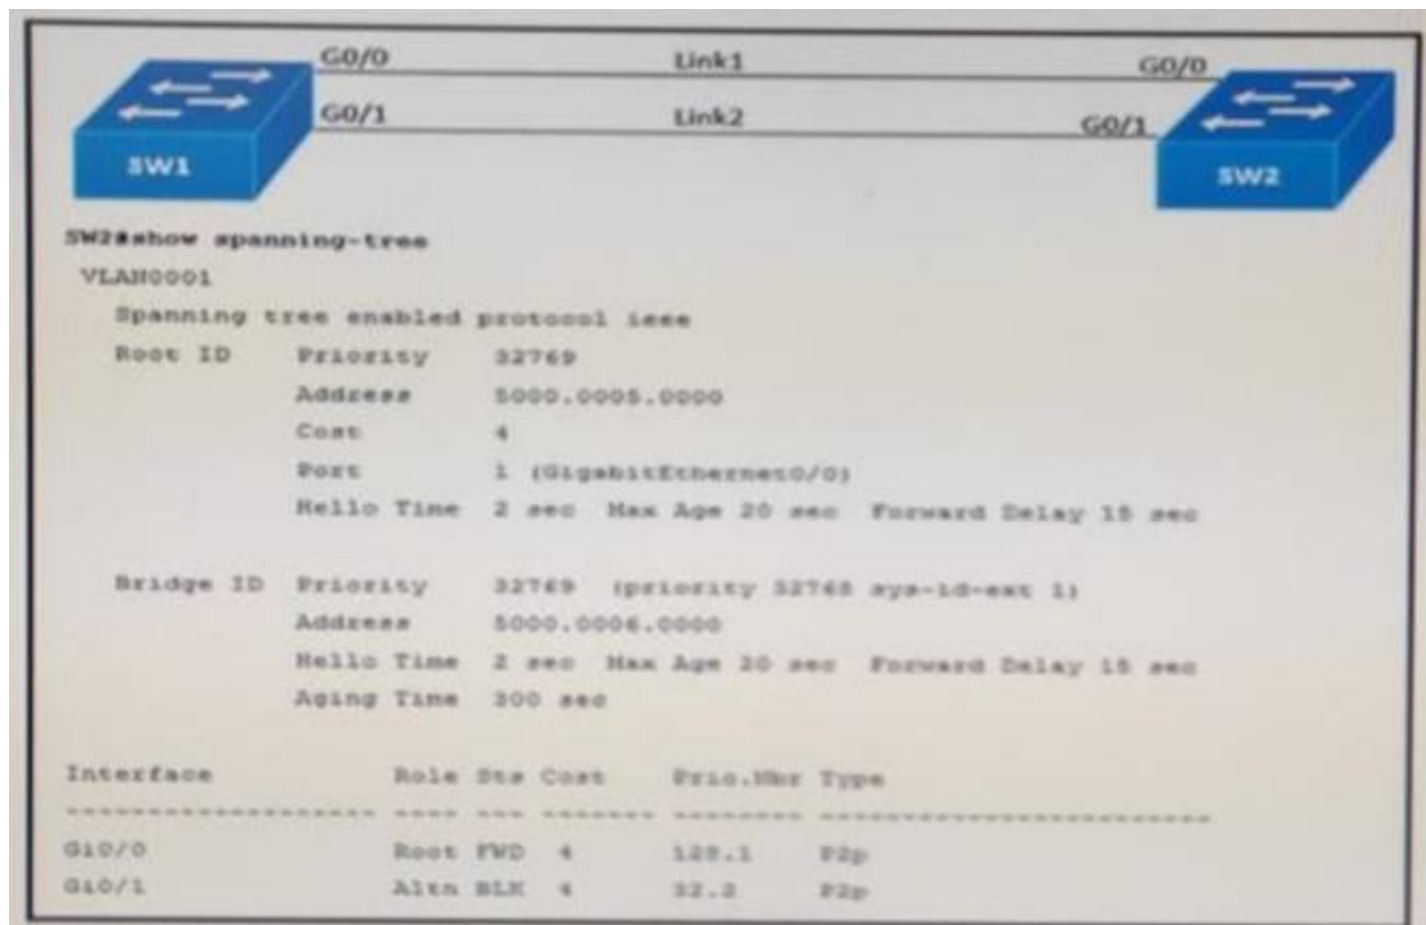 G0/0 Link1 G0/0
G0/1 Link2 G0/1
SW1
SW2
SW2#show spanning-tree
VLAN0001
Spanning tree enabled protocol ieee
Root ID Priority 32769
Address 5000.0005.0000
Cost 4
Port 1 (GigabitEthernet0/0)
Hello Time 2 sec Max Age 20 sec Forward Delay 15 sec
Bridge ID Priority 32769 (priority 32768 sys-id-ext 1)
Address 5000.0006.0000
Hello Time 2 sec Max Age 20 sec Forward Delay 15 sec
Aging Time 300 sec
Interface Role Sts Cost Prio.Nbr Type
------------------- ---- --- ------- -------- ------------------------
Gi0/0 Root FWD 4 128.1 P2p
Gi0/1 Altn BLK 4 32.2 P2p